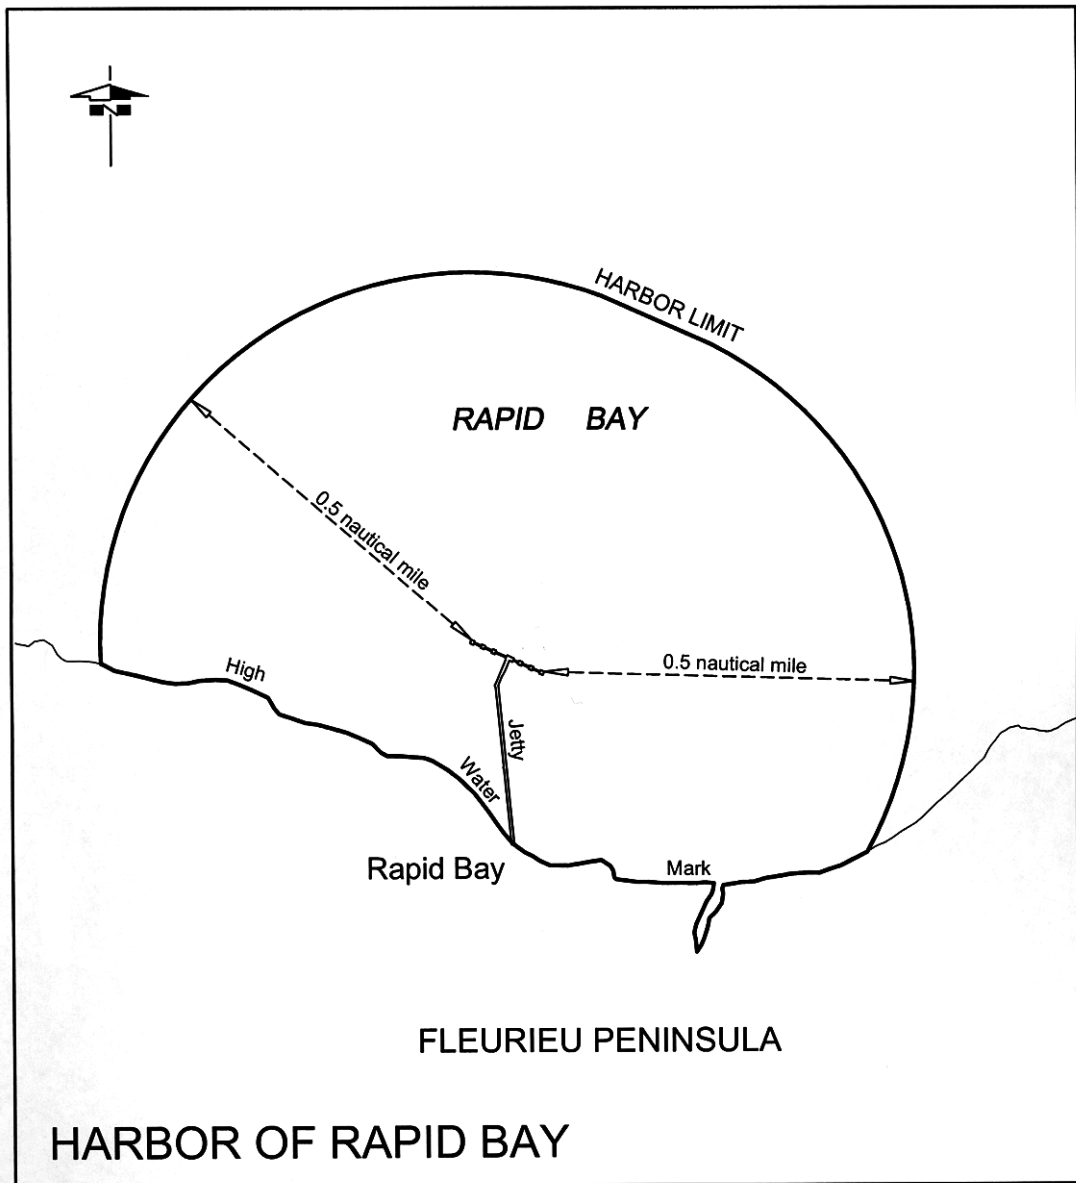 N
HARBOR LIMIT
RAPID BAY
0.5 nautical mile
0.5 nautical mile
High
Jetty
Water
Rapid Bay
Mark
FLEURIEU PENINSULA
HARBOR OF RAPID BAY